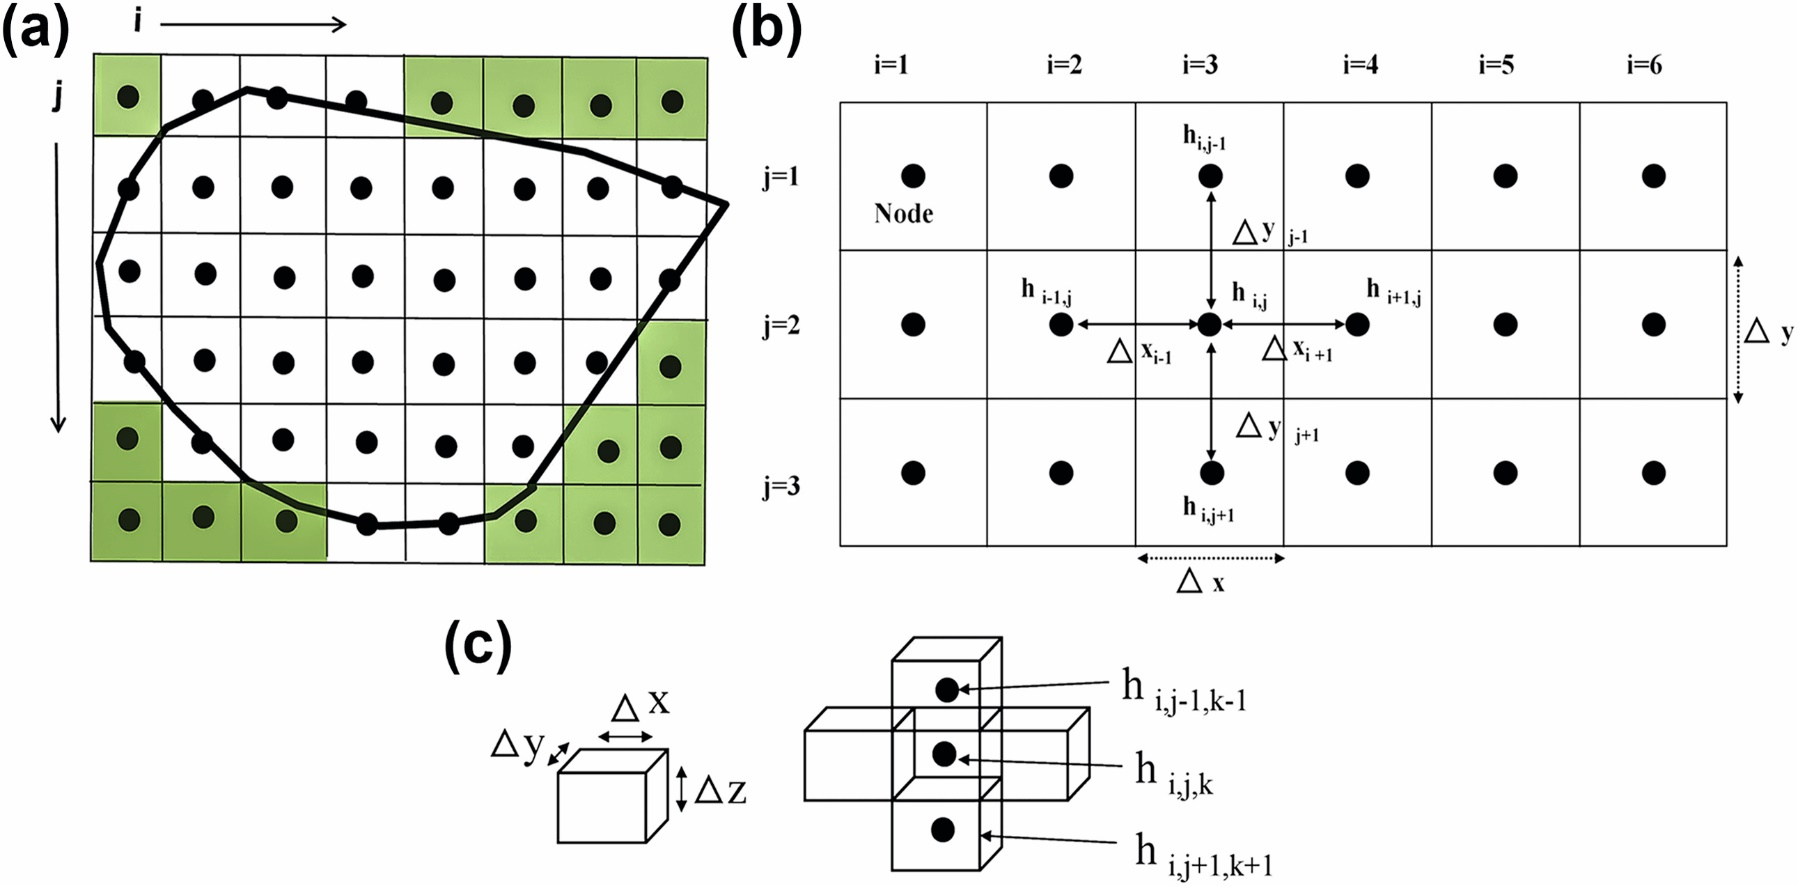 (a)
i
j
(b)
i=1 i=2 i=3 i=4 i=5 i=6
h i,j-1
j=1
Node
△ y j-1
h i-1,j h i,j h i+1,j
j=2
△ x i-1 △ x i +1
△ y
△ y j+1
j=3
h i,j+1
△ x
(c)
△ x
△ y
△ z
h i,j-1,k-1
h i,j,k
h i,j+1,k+1